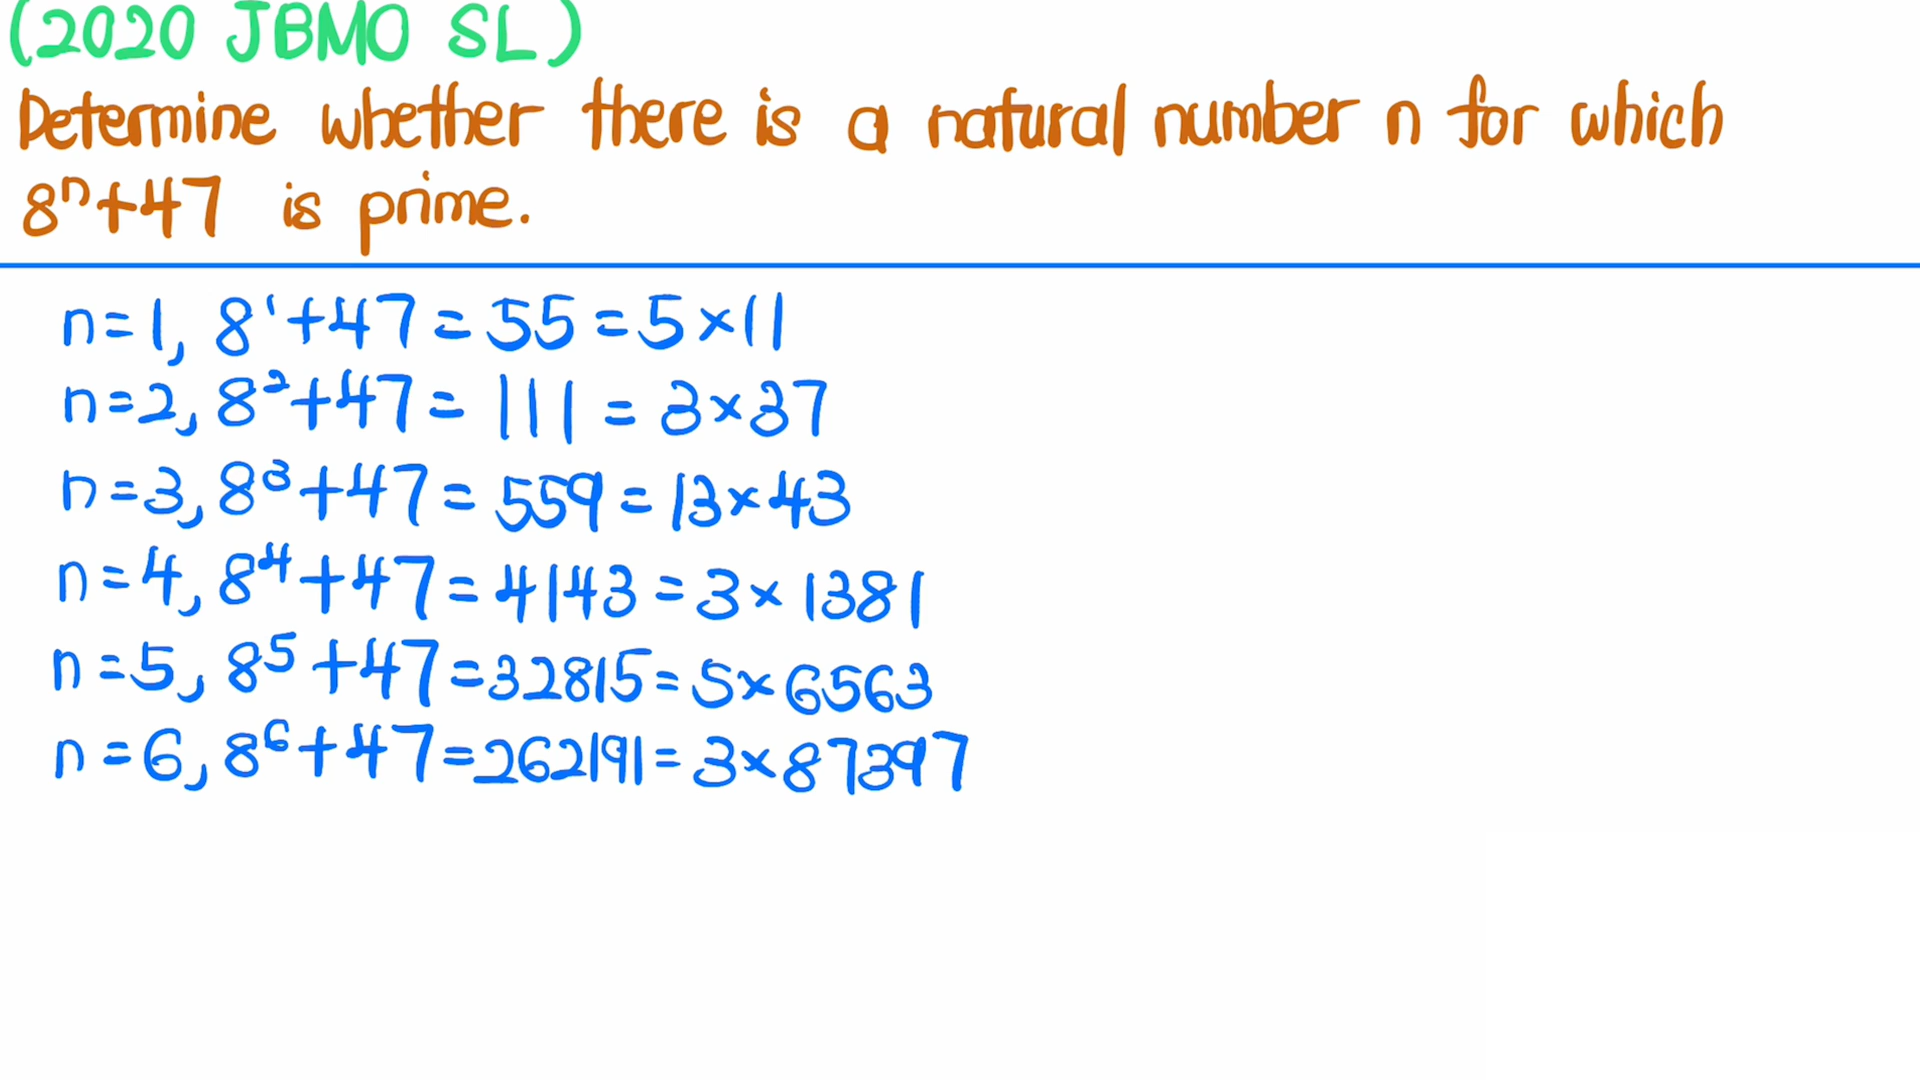 (2020 JBMO SL)
Determine whether there is a natural number n for which
8ⁿ+47 is prime.
n=1, 8¹+47=55=5×11
n=2, 8²+47=111=3×37
n=3, 8³+47=559=13×43
n=4, 8⁴+47=4143=3×1381
n=5, 8⁵+47=32815=5×6563
n=6, 8⁶+47=262191=3×87397